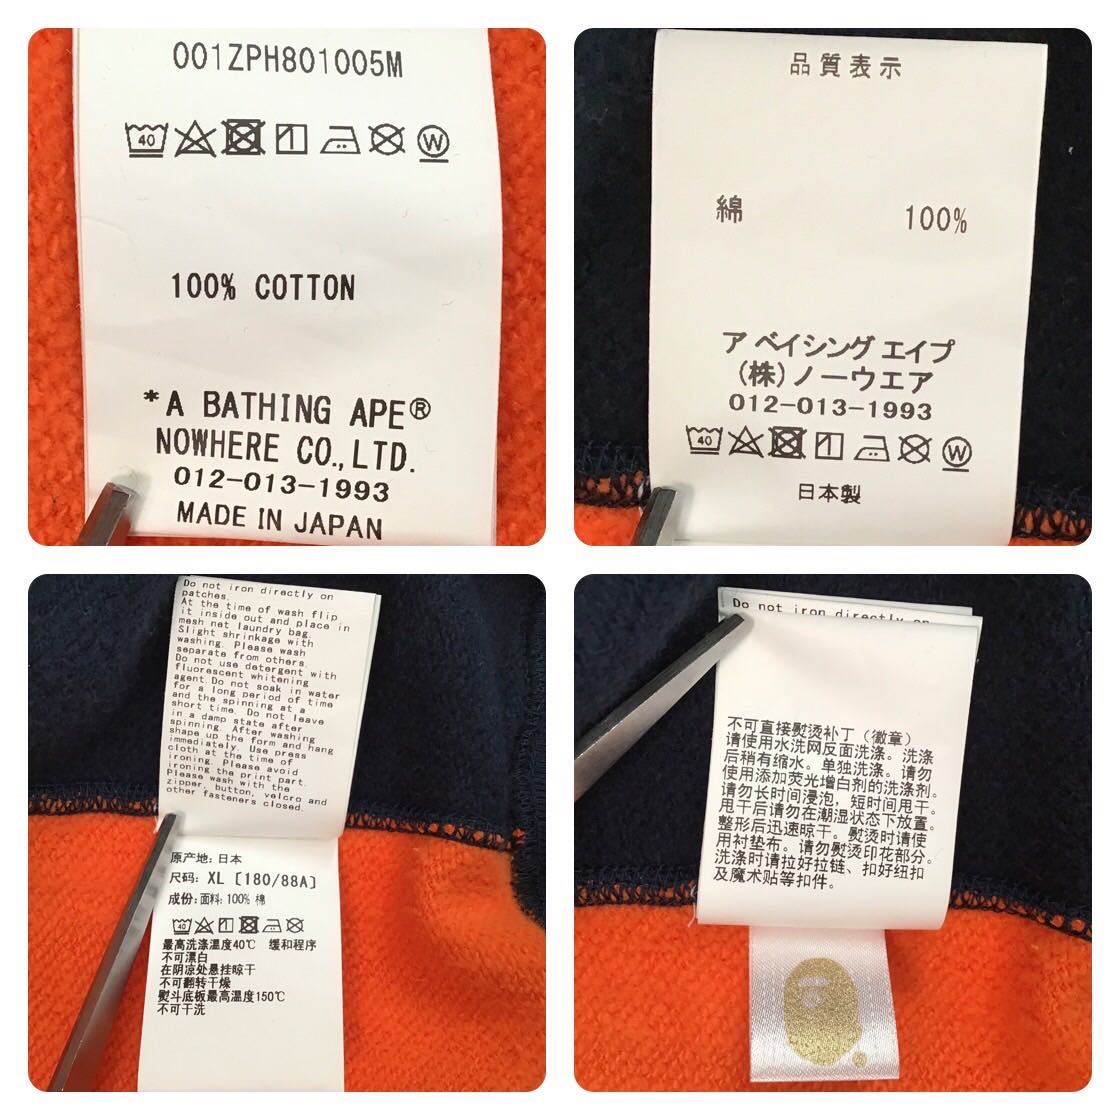 001ZPH801005M
40
100% COTTON
*A BATHING APE®
NOWHERE CO.,LTD.
012-013-1993
MADE IN JAPAN
品質表示
綿 100%
ア ベイシング エイプ
(株)ノーウエア
012-013-1993
40
W
日本製
Do not iron directly on
patches.
At the time of wash flip
it inside out and place in
mesh net laundry bag.
Slight shrinkage with
washing. Please wash
separate from others.
Do not use detergent with
fluorescent whitening
agent.Do not soak in water
for a long period of time
and the spinning at a
short time. Do not leave
in a damp state after
spinning. After washing
shape up the form and hang
immediately. Use press
cloth at the time of
ironing. Please avoid
ironing the print part.
Please wash with the
zipper, button, velcro and
other fasteners closed.
原产地: 日本
尺码: XL [180/88A]
成份: 面料: 100% 棉
40
最高洗涤温度40℃ 缓和程序
不可漂白
在阴凉处悬挂晾干
不可翻转干燥
熨斗底板最高温度150℃
不可干洗
Do not iron directly on
不可直接熨烫补丁（徽章）
请使用水洗网反面洗涤。洗涤
后稍有缩水。单独洗涤。请勿
使用添加荧光增白剂的洗涤剂。
请勿长时间浸泡，短时间甩干。
甩干后请勿在潮湿状态下放置。
整形后迅速晾干。熨烫时请使
用衬垫布。请勿熨烫印花部分。
洗涤时请拉好拉链、扣好纽扣
及魔术贴等扣件。
®